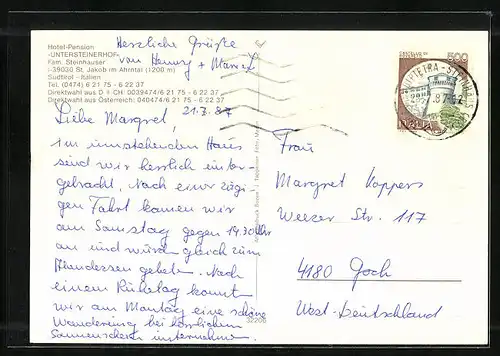 Hotel-Pension
-UNTERSTEINERHOF-
Fam. Steinhauser
I-39030 St. Jakob im Ahrntal (1200 m)
Südtirol - Italien
Tel. (0474) 6 21 75 - 6 22 37
Direktwahl aus D + CH 0039474/6 21 75 - 6 22 37
Direktwahl aus Österreich: 040474/6 21 75 - 6 22 37
Herzliche Grüße
von Henny + Marcel
21.7.87
Liebe Margret,
im umstehenden Haus
sind wir herrlich unter-
gebracht. Nach einer zügi-
gen Fahrt kamen wir
am Samstag gegen 19.30 Uhr
an und wurden gleich zum
Abendessen gebeten. Nach
einem Ruhetag konnten
wir am Montag eine schöne
Wanderung bei herrlichem
Sonnenschein unternehmen.
32206
500
ITALIA
Frau
Margret Koppers
Weezer Str. 117
4180 Goch
West-Deutschland